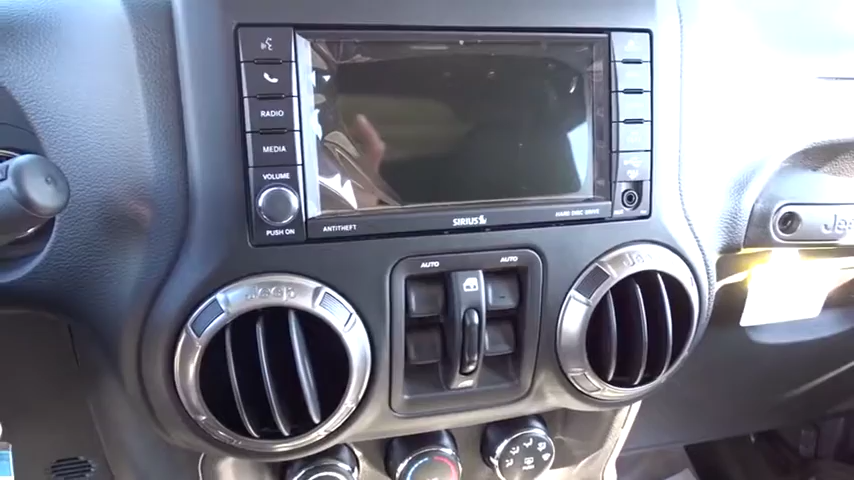 RADIO
MEDIA
VOLUME
PUSH ON
ANTITHEFT
SIRIUS
HARD DISC DRIVE
AUTO AUTO
Jeep
Jeep
Jeep